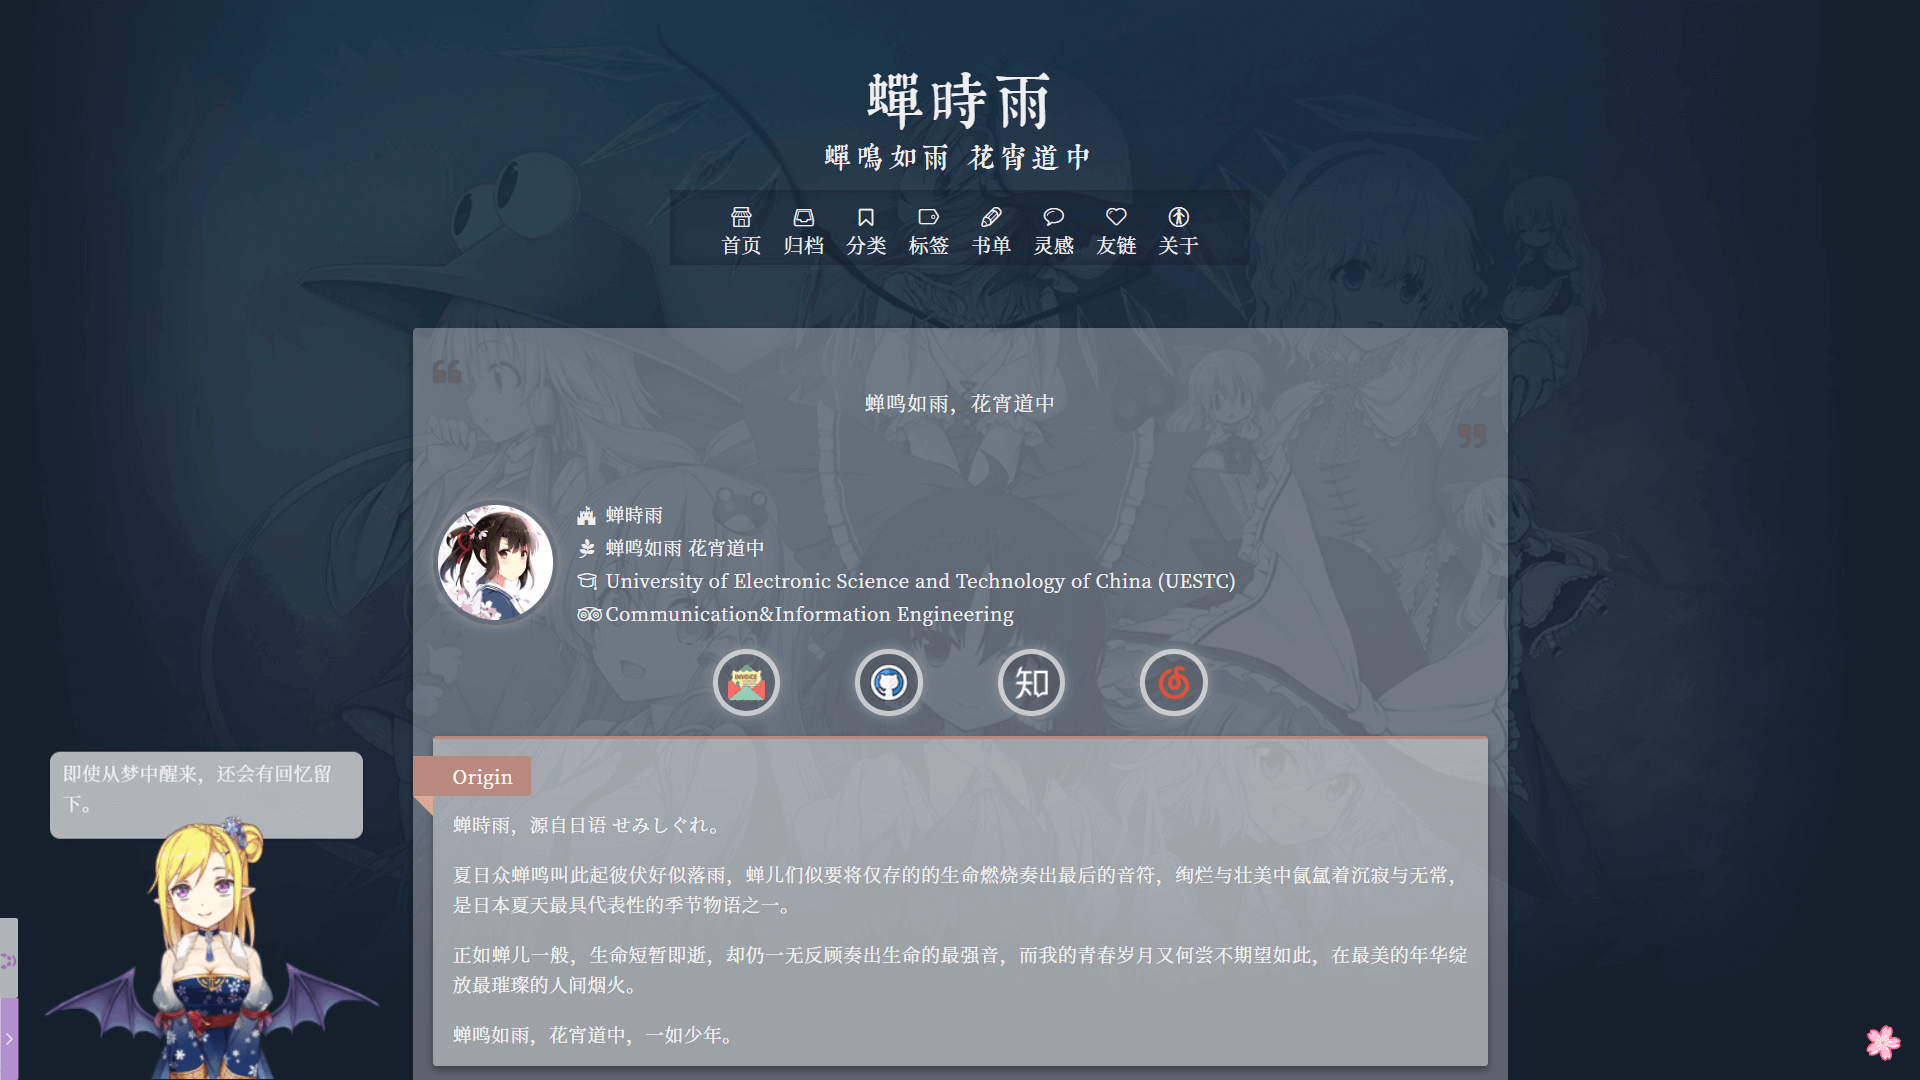 蟬時雨
蟬鳴如雨 花宵道中
首页 归档 分类 标签 书单 灵感 友链 关于
蝉鸣如雨，花宵道中
蝉時雨
蝉鸣如雨 花宵道中
University of Electronic Science and Technology of China (UESTC)
Communication&Information Engineering
INVOICE
知
即使从梦中醒来，还会有回忆留
下。
Origin
蝉時雨，源自日语 せみしぐれ。
夏日众蝉鸣叫此起彼伏好似落雨，蝉儿们似要将仅存的的生命燃烧奏出最后的音符，绚烂与壮美中氤氲着沉寂与无常，
是日本夏天最具代表性的季节物语之一。
正如蝉儿一般，生命短暂即逝，却仍一无反顾奏出生命的最强音，而我的青春岁月又何尝不期望如此，在最美的年华绽
放最璀璨的人间烟火。
蝉鸣如雨，花宵道中，一如少年。